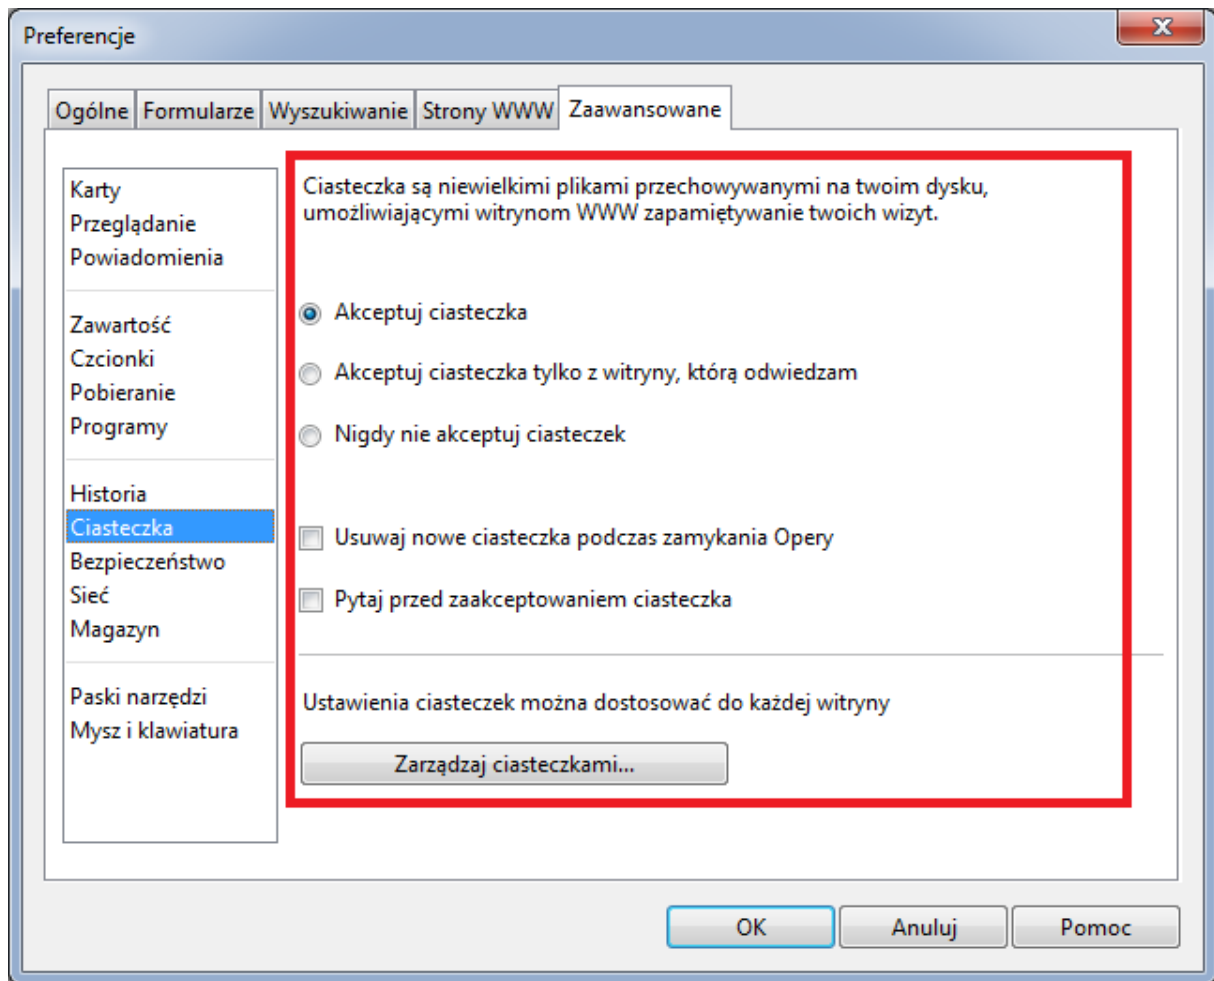 Preferencje
Ogólne Formularze Wyszukiwanie Strony WWW Zaawansowane
Karty
Przeglądanie
Powiadomienia
Zawartość
Czcionki
Pobieranie
Programy
Historia
Ciasteczka
Bezpieczeństwo
Sieć
Magazyn
Paski narzędzi
Mysz i klawiatura
Ciasteczka są niewielkimi plikami przechowywanymi na twoim dysku,
umożliwiającymi witrynom WWW zapamiętywanie twoich wizyt.
Akceptuj ciasteczka
Akceptuj ciasteczka tylko z witryny, którą odwiedzam
Nigdy nie akceptuj ciasteczek
Usuwaj nowe ciasteczka podczas zamykania Opery
Pytaj przed zaakceptowaniem ciasteczka
Ustawienia ciasteczek można dostosować do każdej witryny
Zarządzaj ciasteczkami...
OK Anuluj Pomoc